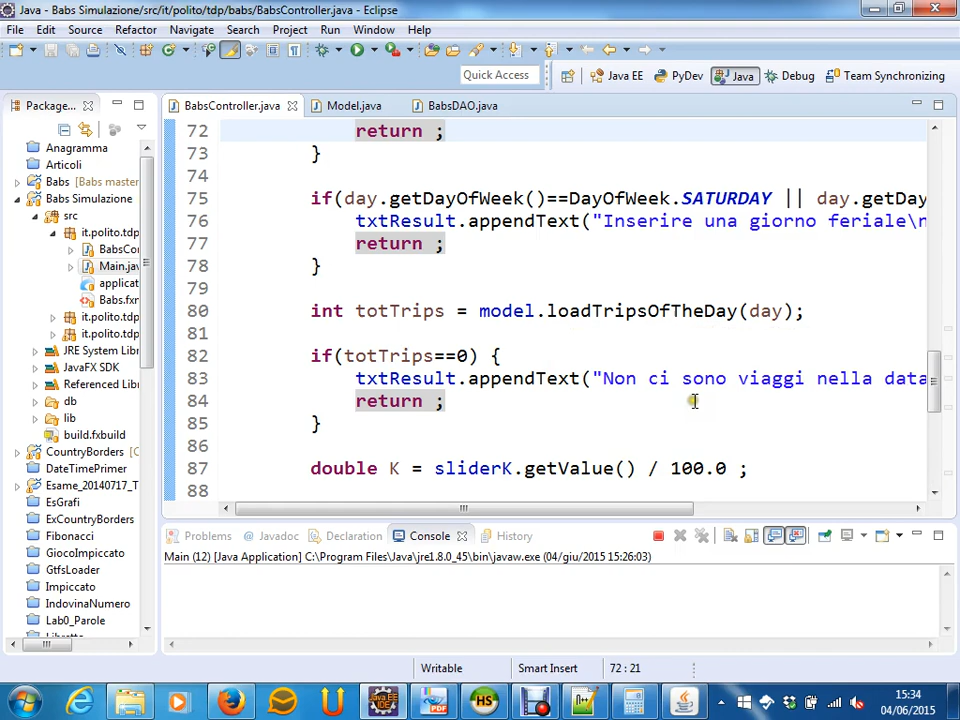 Java - Babs Simulazione/src/it/polito/tdp/babs/BabsController.java - Eclipse
File Edit Source Refactor Navigate Search Project Run Window Help
Quick Access
Java EE PyDev Java Debug Team Synchronizing
Package...
BabsController.java Model.java BabsDAO.java
Anagramma
Articoli
Babs [Babs master
Babs Simulazione
src
it.polito.tdp
BabsCo
Main.jav
applicat
Babs.fxm
it.polito.tdp
it.polito.tdp
JRE System Libr
JavaFX SDK
Referenced Libr
db
lib
build.fxbuild
CountryBorders
DateTimePrimer
Esame_20140717_T
EsGrafi
ExCountryBorders
Fibonacci
GiocoImpiccato
GtfsLoader
Impiccato
IndovinaNumero
Lab0_Parole
Libretto
72 return ;
73 }
74
75 if(day.getDayOfWeek()==DayOfWeek.SATURDAY || day.getDay
76 txtResult.appendText("Inserire una giorno feriale\n
77 return ;
78 }
79
80 int totTrips = model.loadTripsOfTheDay(day);
81
82 if(totTrips==0) {
83 txtResult.appendText("Non ci sono viaggi nella data
84 return ;
85 }
86
87 double K = sliderK.getValue() / 100.0 ;
88
Problems Javadoc Declaration Console History
Main (12) [Java Application] C:\Program Files\Java\jre1.8.0_45\bin\javaw.exe (04/giu/2015 15:26:03)
Writable Smart Insert 72 : 21
15:34
04/06/2015